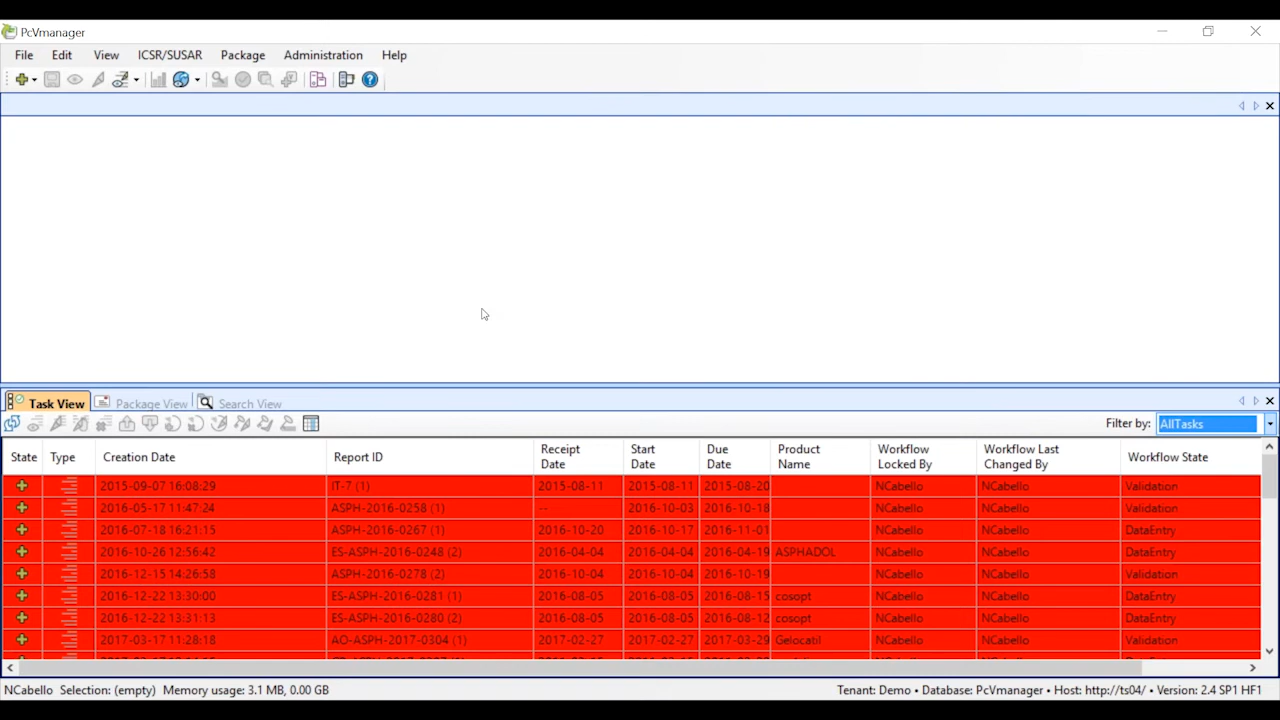 PcVmanager
File Edit View ICSR/SUSAR Package Administration Help
Task View Package View Search View
Filter by: AllTasks
State Type Creation Date Report ID Receipt Date Start Date Due Date Product Name Workflow Locked By Workflow Last Changed By Workflow State
2015-09-07 16:08:29 IT-7 (1) 2015-08-11 2015-08-11 2015-08-20 NCabello NCabello Validation
2016-05-17 11:47:24 ASPH-2016-0258 (1) -- 2016-10-03 2016-10-18 NCabello NCabello Validation
2016-07-18 16:21:15 ASPH-2016-0267 (1) 2016-10-20 2016-10-17 2016-11-01 NCabello NCabello DataEntry
2016-10-26 12:56:42 ES-ASPH-2016-0248 (2) 2016-04-04 2016-04-04 2016-04-19 ASPHADOL NCabello NCabello DataEntry
2016-12-15 14:26:58 ASPH-2016-0278 (2) 2016-10-04 2016-10-04 2016-10-19 NCabello NCabello Validation
2016-12-22 13:30:00 ES-ASPH-2016-0281 (1) 2016-08-05 2016-08-05 2016-08-15 cosopt NCabello NCabello DataEntry
2016-12-22 13:31:13 ES-ASPH-2016-0280 (2) 2016-08-05 2016-08-05 2016-08-12 cosopt NCabello NCabello DataEntry
2017-03-17 11:28:18 AO-ASPH-2017-0304 (1) 2017-02-27 2017-02-27 2017-03-29 Gelocatil NCabello NCabello Validation
NCabello Selection: (empty) Memory usage: 3.1 MB, 0.00 GB Tenant: Demo • Database: PcVmanager • Host: http://ts04/ • Version: 2.4 SP1 HF1